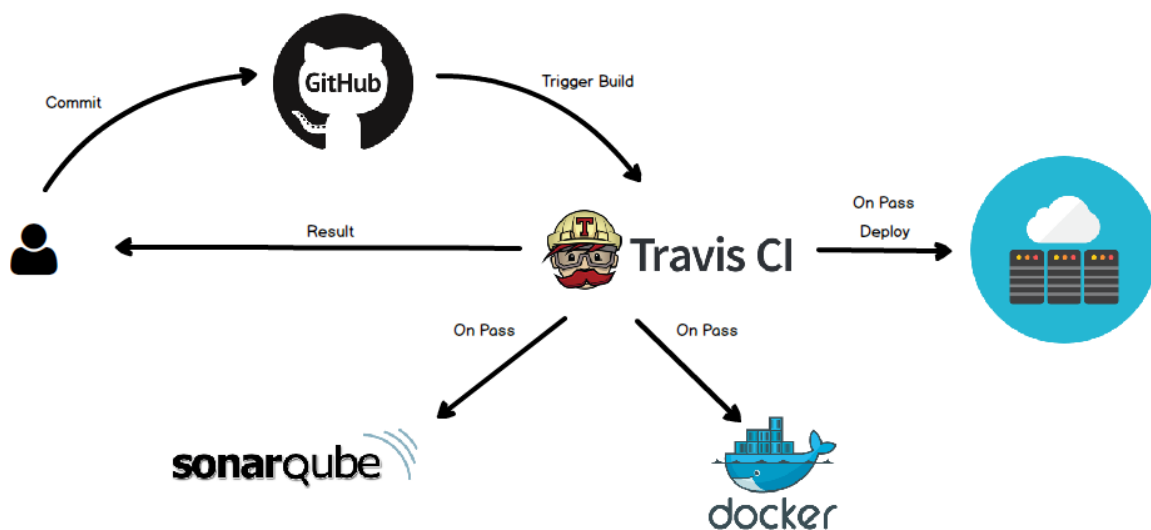 GitHub
Commit
Trigger Build
On Pass
Deploy
Result
T
Travis CI
On Pass
On Pass
sonarqube
docker